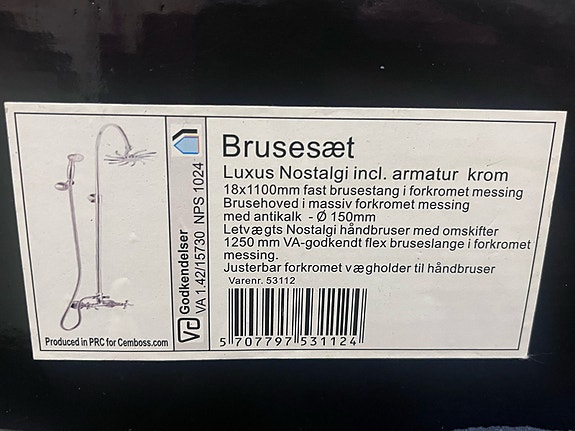 Brusesæt
Luxus Nostalgi incl. armatur krom
18x1100mm fast brusestang i forkromet messing
Brusehoved i massiv forkromet messing
med antikalk - Ø 150mm
Letvægts Nostalgi håndbruser med omskifter
1250 mm VA-godkendt flex bruseslange i forkromet
messing.
Justerbar forkromet vægholder til håndbruser
Varenr. 53112
5 707797 531124
Godkendelser
VA 1.42/15730 NPS 1024
Produced in PRC for Cemboss.com